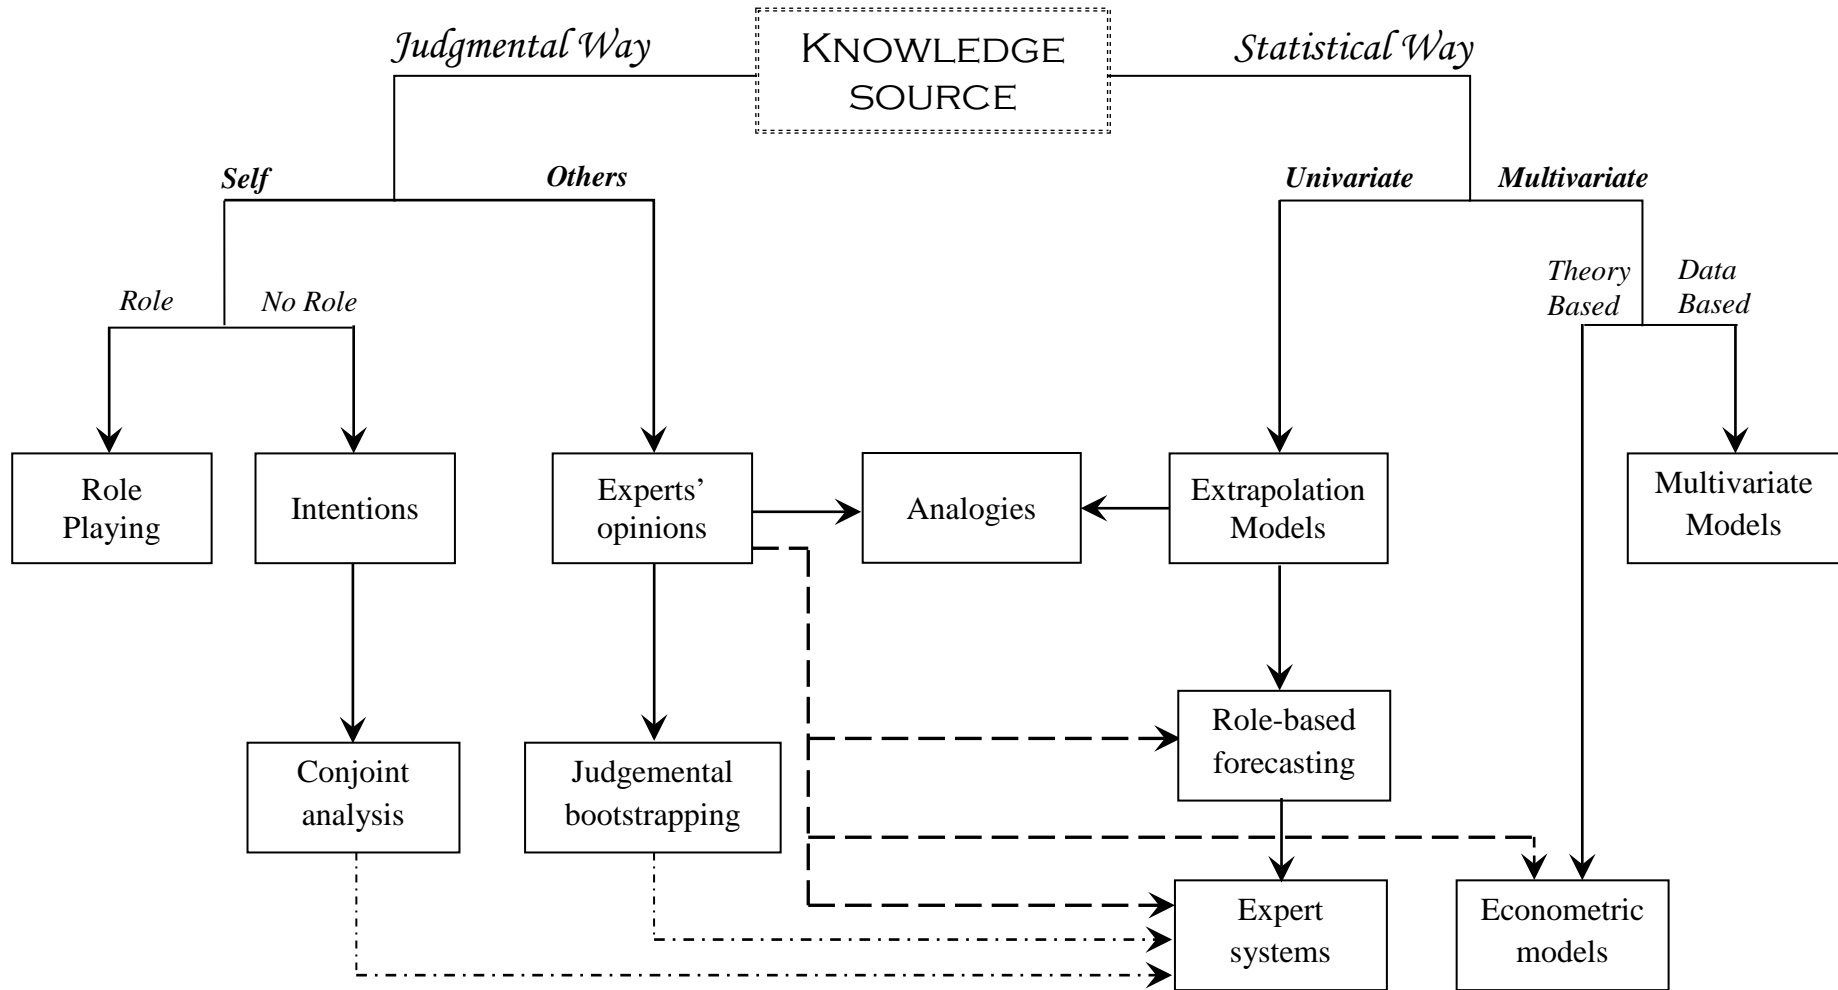 Judgmental Way
KNOWLEDGE
SOURCE
Statistical Way
Self
Others
Univariate
Multivariate
Role
No Role
Theory
Based
Data
Based
Role
Playing
Intentions
Experts’
opinions
Analogies
Extrapolation
Models
Multivariate
Models
Conjoint
analysis
Judgemental
bootstrapping
Role-based
forecasting
Expert
systems
Econometric
models